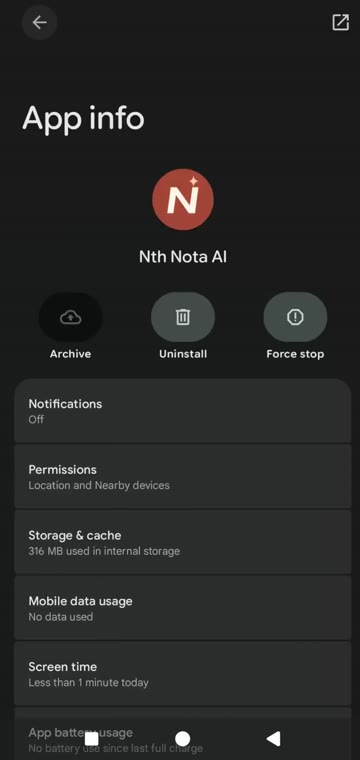 App info
N
Nth Nota AI
Archive
Uninstall
Force stop
Notifications
Off
Permissions
Location and Nearby devices
Storage & cache
316 MB used in internal storage
Mobile data usage
No data used
Screen time
Less than 1 minute today
App battery usage
No battery use since last full charge